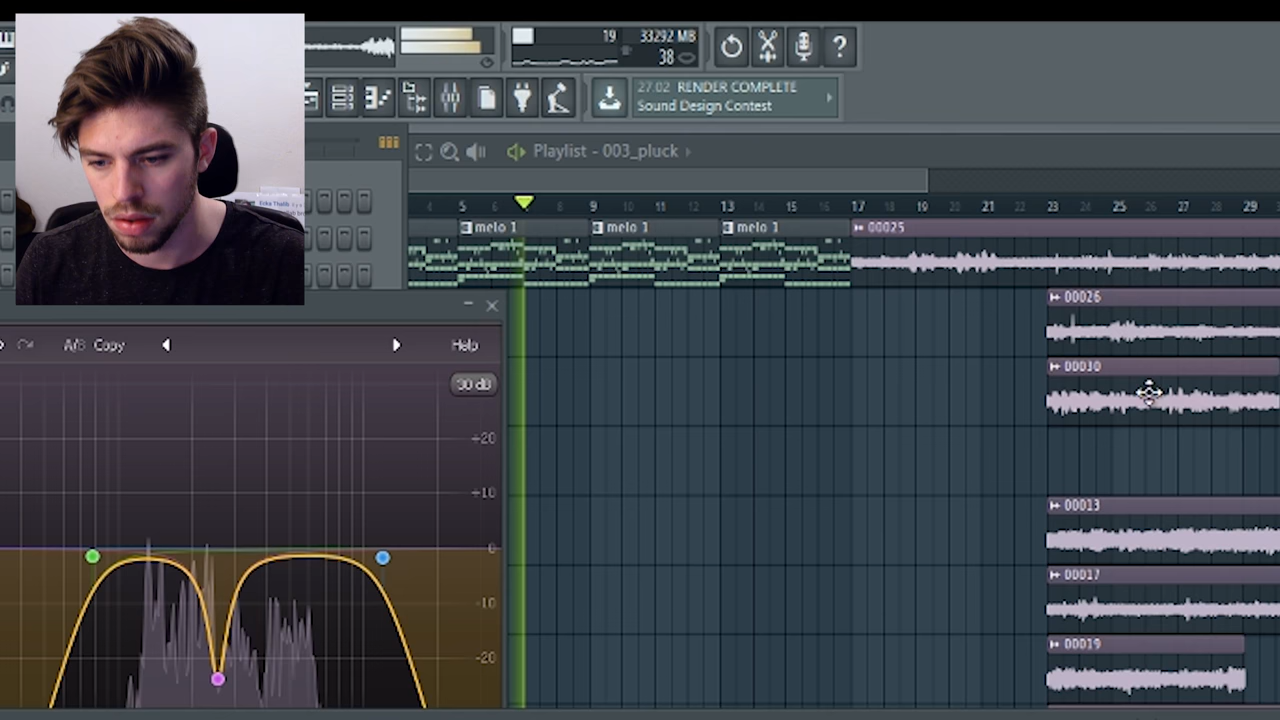 19 33292 MB
38
?
27.02 RENDER COMPLETE
Sound Design Contest
Playlist - 003_pluck
4 5 6 8 9 10 11 12 13 14 15 16 17 18 19 20 21 22 23 24 25 26 27 28 29
melo 1 melo 1 melo 1 00025
00026
A/B Copy Help
00030
30 dB
+20
+10
00013
0
00017
-10
00019
-20